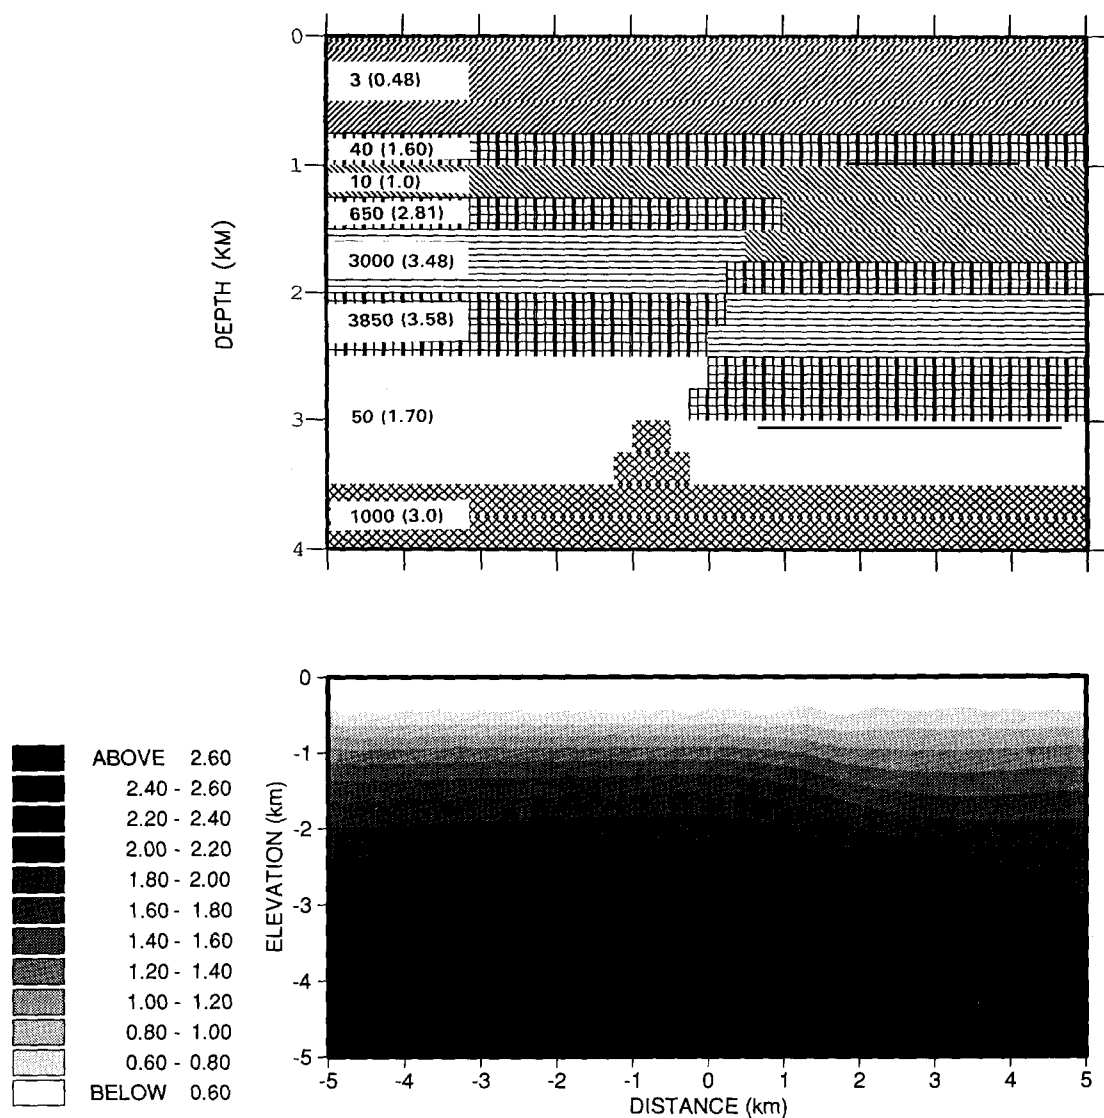 0
3 (0.48)
40 (1.60)
1
10 (1.0)
650 (2.81)
3000 (3.48)
2
3850 (3.58)
DEPTH (KM)
50 (1.70)
3
1000 (3.0)
4
ABOVE 2.60
2.40 - 2.60
2.20 - 2.40
2.00 - 2.20
1.80 - 2.00
1.60 - 1.80
1.40 - 1.60
1.20 - 1.40
1.00 - 1.20
0.80 - 1.00
0.60 - 0.80
BELOW 0.60
ELEVATION (km)
0
-1
-2
-3
-4
-5
-5 -4 -3 -2 -1 0 1 2 3 4 5
DISTANCE (km)